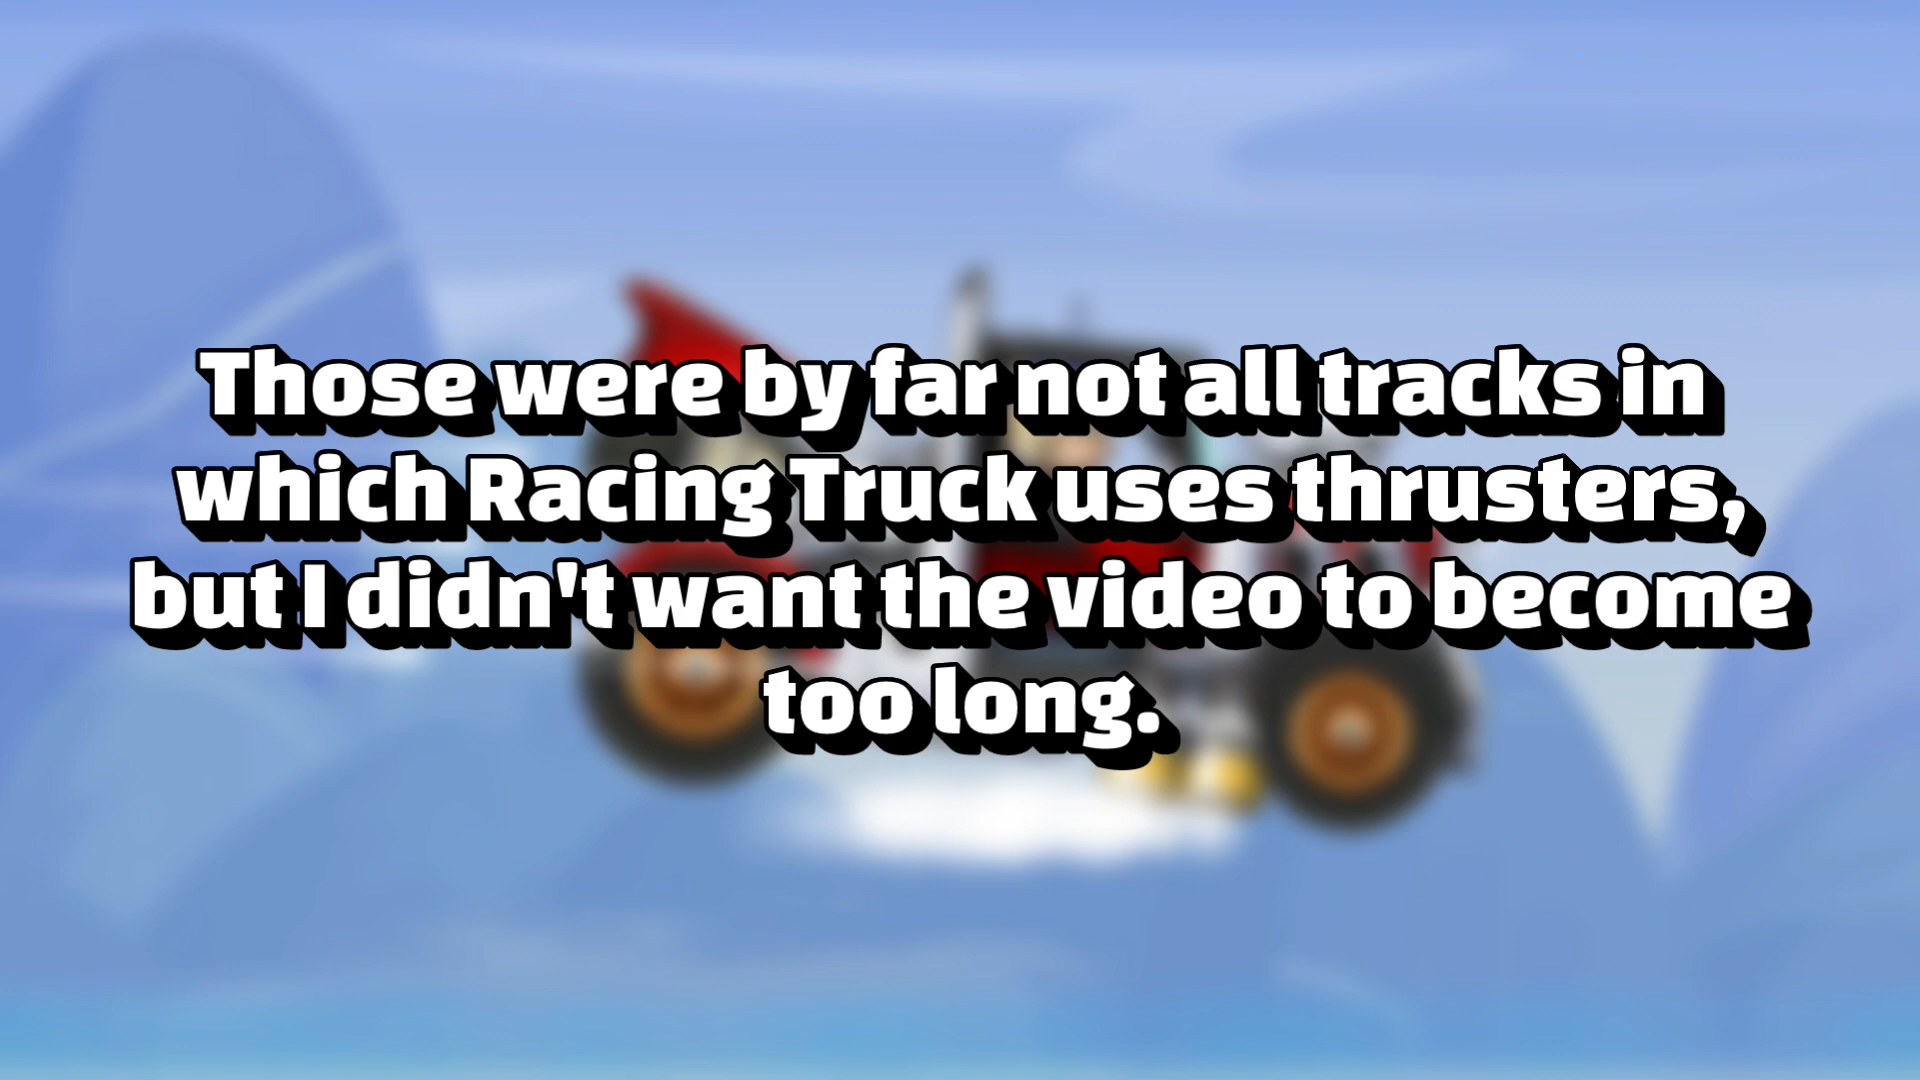 Those were by far not all tracks in
which Racing Truck uses thrusters,
but I didn't want the video to become
too long.